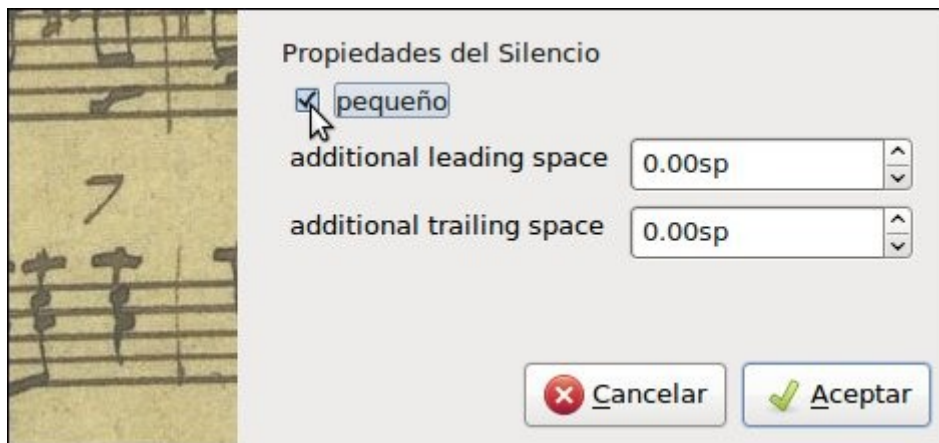 Propiedades del Silencio
pequeño
additional leading space 0.00sp
7
additional trailing space 0.00sp
Cancelar Aceptar